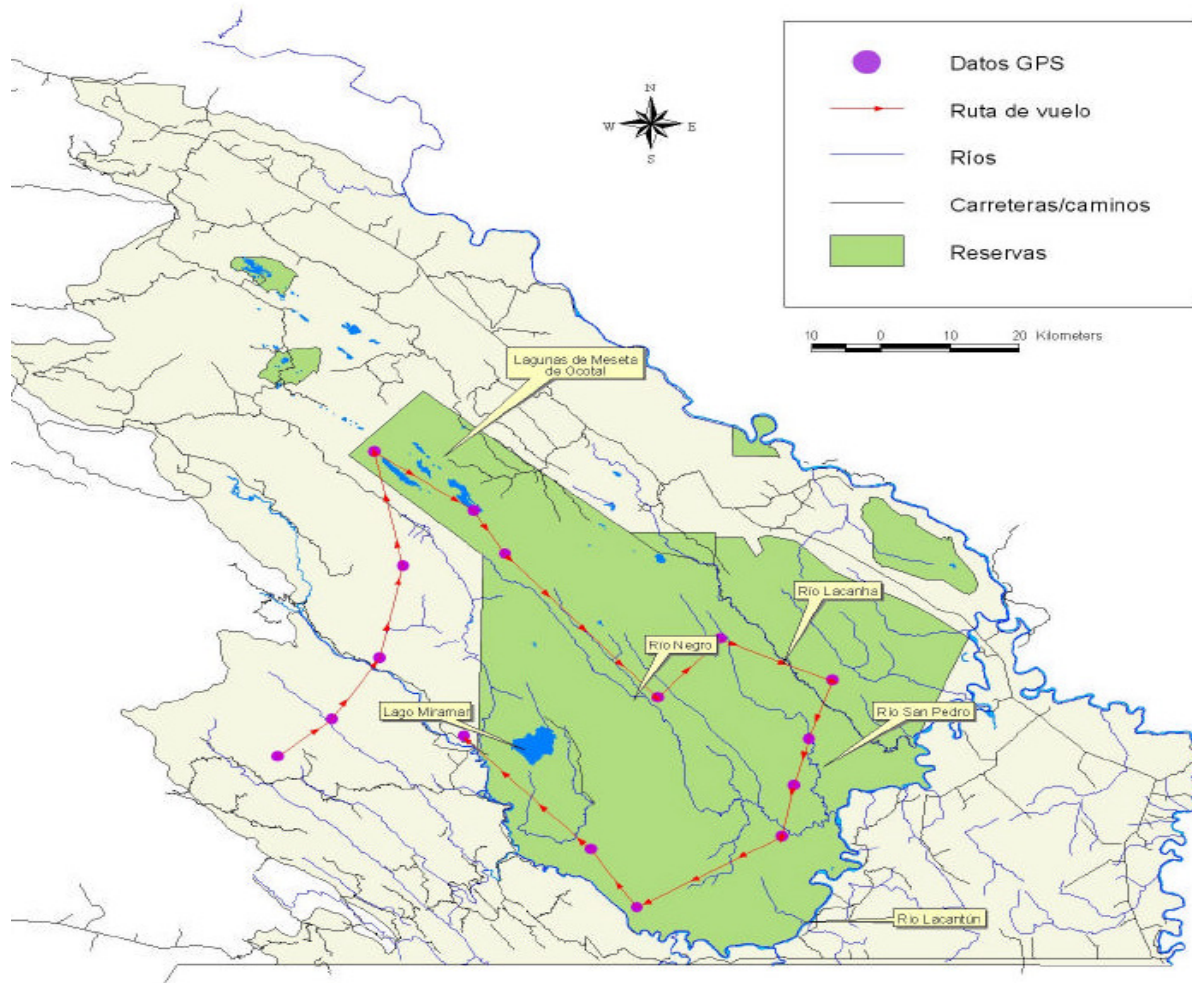 Datos GPS
Ruta de vuelo
Ríos
Carreteras/caminos
Reservas
N
W E
S
10 0 10 20 Kilometers
Lagunas de Meseta
de Ocotal
Río Lacanha
Río Negro
Lago Miramar
Río San Pedro
Río Lacantún